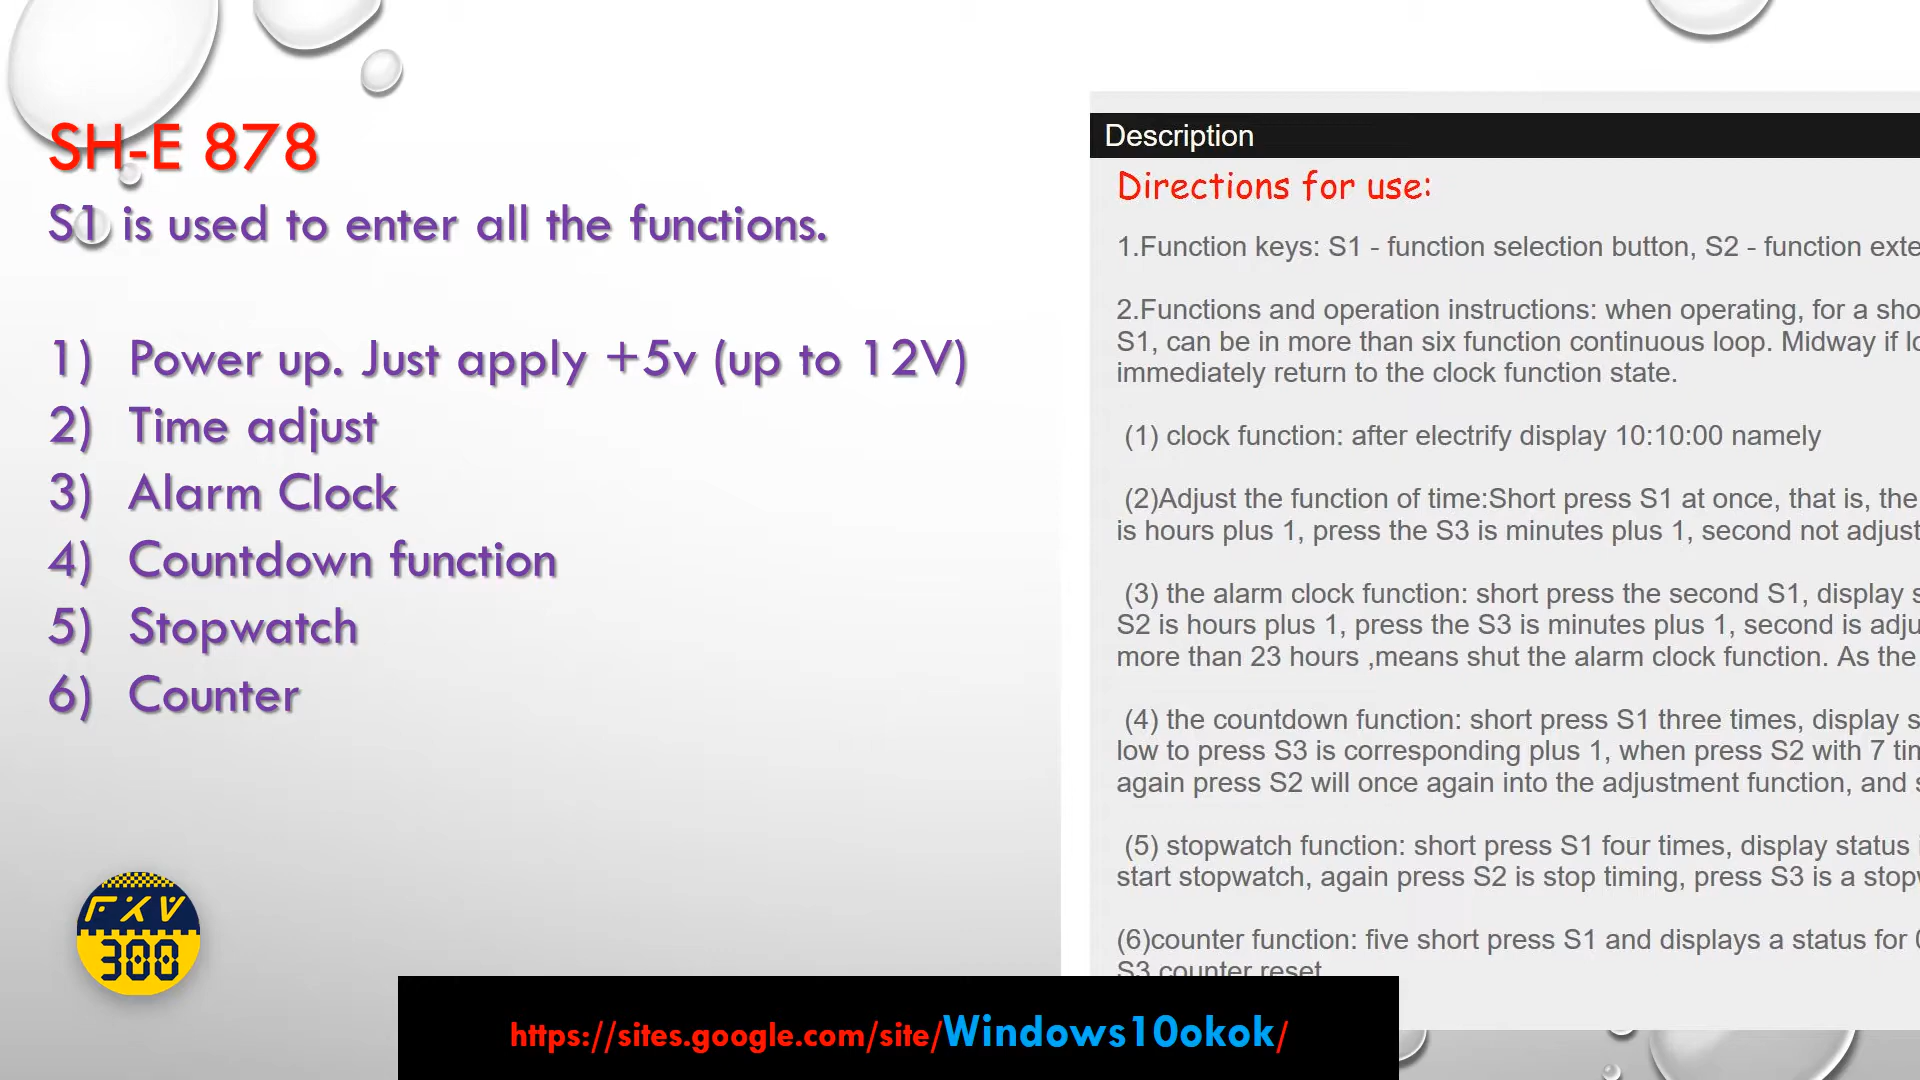 SH-E 878
S1 is used to enter all the functions.
1) Power up. Just apply +5v (up to 12V)
2) Time adjust
3) Alarm Clock
4) Countdown function
5) Stopwatch
6) Counter
FKV
300
Description
Directions for use:
1.Function keys: S1 - function selection button, S2 - function
2.Functions and operation instructions: when operating, for a
S1, can be in more than six function continuous loop. Midway if
immediately return to the clock function state.
(1) clock function: after electrify display 10:10:00 namely
(2)Adjust the function of time:Short press S1 at once, that is, the
is hours plus 1, press the S3 is minutes plus 1, second not
(3) the alarm clock function: short press the second S1, display
S2 is hours plus 1, press the S3 is minutes plus 1, second is
more than 23 hours ,means shut the alarm clock function. As the
(4) the countdown function: short press S1 three times, display
low to press S3 is corresponding plus 1, when press S2 with 7
again press S2 will once again into the adjustment function, and
(5) stopwatch function: short press S1 four times, display status
start stopwatch, again press S2 is stop timing, press S3 is a
(6)counter function: five short press S1 and displays a status for
S3 counter reset
https://sites.google.com/site/Windows10okok/